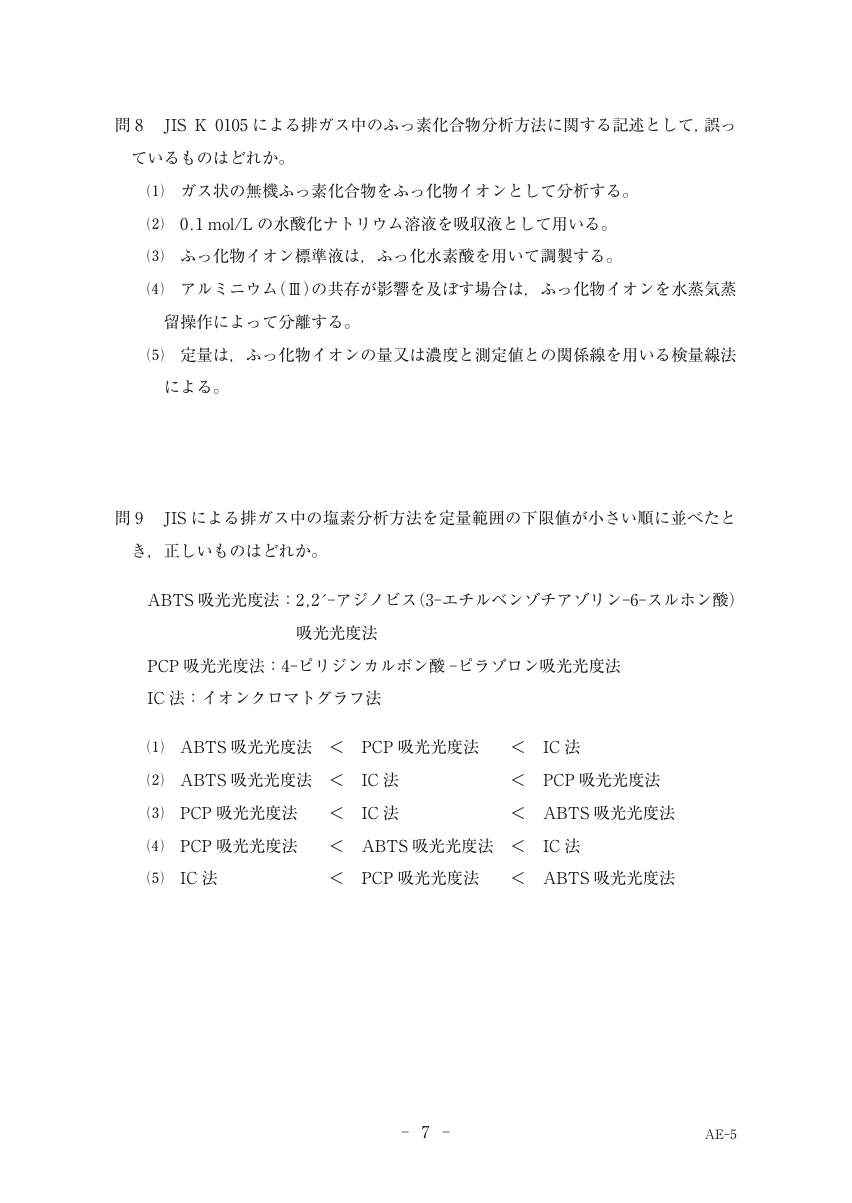 問8 JIS K 0105 による排ガス中のふっ素化合物分析方法に関する記述として，誤っ
ているものはどれか。
⑴ ガス状の無機ふっ素化合物をふっ化物イオンとして分析する。
⑵ 0.1 mol/L の水酸化ナトリウム溶液を吸収液として用いる。
⑶ ふっ化物イオン標準液は，ふっ化水素酸を用いて調製する。
⑷ アルミニウム(Ⅲ)の共存が影響を及ぼす場合は，ふっ化物イオンを水蒸気蒸
留操作によって分離する。
⑸ 定量は，ふっ化物イオンの量又は濃度と測定値との関係線を用いる検量線法
による。
問9 JIS による排ガス中の塩素分析方法を定量範囲の下限値が小さい順に並べたと
き，正しいものはどれか。
ABTS 吸光光度法：2,2´-アジノビス(3-エチルベンゾチアゾリン-6-スルホン酸)
吸光光度法
PCP 吸光光度法：4-ピリジンカルボン酸 -ピラゾロン吸光光度法
IC 法：イオンクロマトグラフ法
⑴ ABTS 吸光光度法 ＜ PCP 吸光光度法 ＜ IC 法
⑵ ABTS 吸光光度法 ＜ IC 法 ＜ PCP 吸光光度法
⑶ PCP 吸光光度法 ＜ IC 法 ＜ ABTS 吸光光度法
⑷ PCP 吸光光度法 ＜ ABTS 吸光光度法 ＜ IC 法
⑸ IC 法 ＜ PCP 吸光光度法 ＜ ABTS 吸光光度法
- 7 -
AE-5